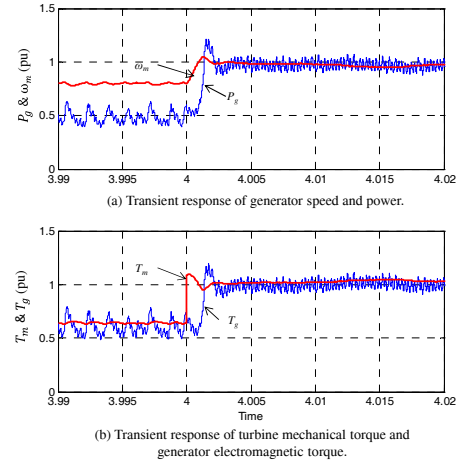 P_g & ω_m (pu)
1.5
1
0.5
0
ω_m
P_g
3.99 3.995 4 4.005 4.01 4.015 4.02
(a) Transient response of generator speed and power.
T_m & T_g (pu)
1.5
1
0.5
0
T_m
T_g
3.99 3.995 4 4.005 4.01 4.015 4.02
Time
(b) Transient response of turbine mechanical torque and
generator electromagnetic torque.